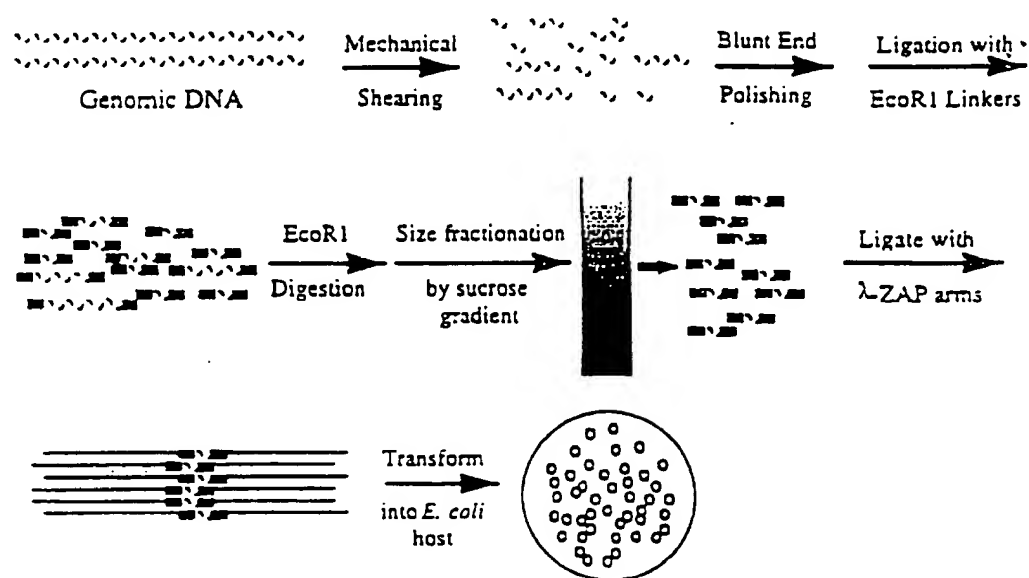 Mechanical
Shearing
Blunt End
Polishing
Ligation with
EcoR1 Linkers
Genomic DNA
EcoR1
Digestion
Size fractionation
by sucrose
gradient
Ligate with
λ-ZAP arms
Transform
into E. coli
host